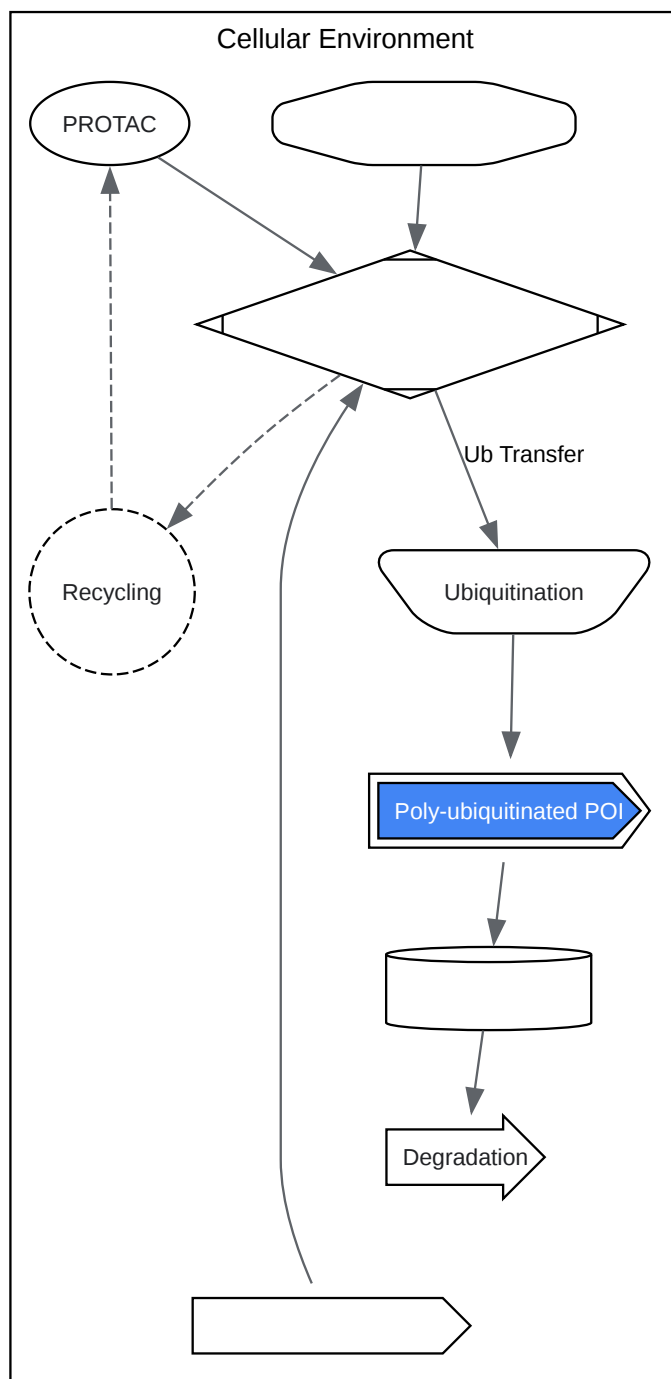 Cellular Environment
PROTAC
Ub Transfer
Recycling
Ubiquitination
Poly-ubiquitinated POI
Degradation